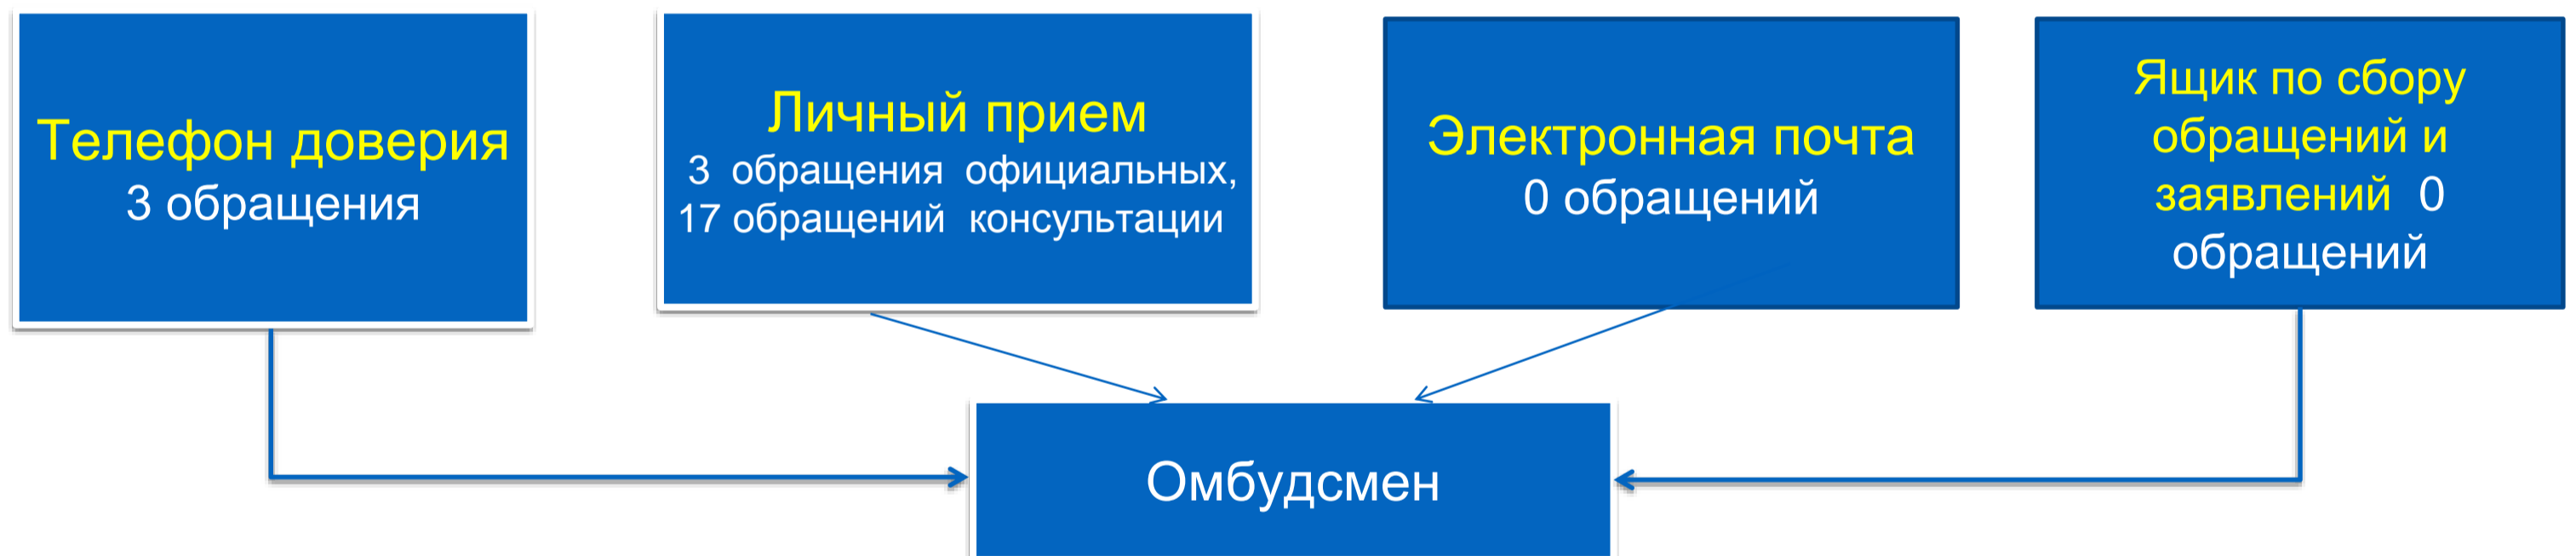 Телефон доверия
3 обращения
Личный прием
3 обращения официальных,
17 обращений консультации
Электронная почта
0 обращений
Ящик по сбору
обращений и
заявлений 0
обращений
Омбудсмен